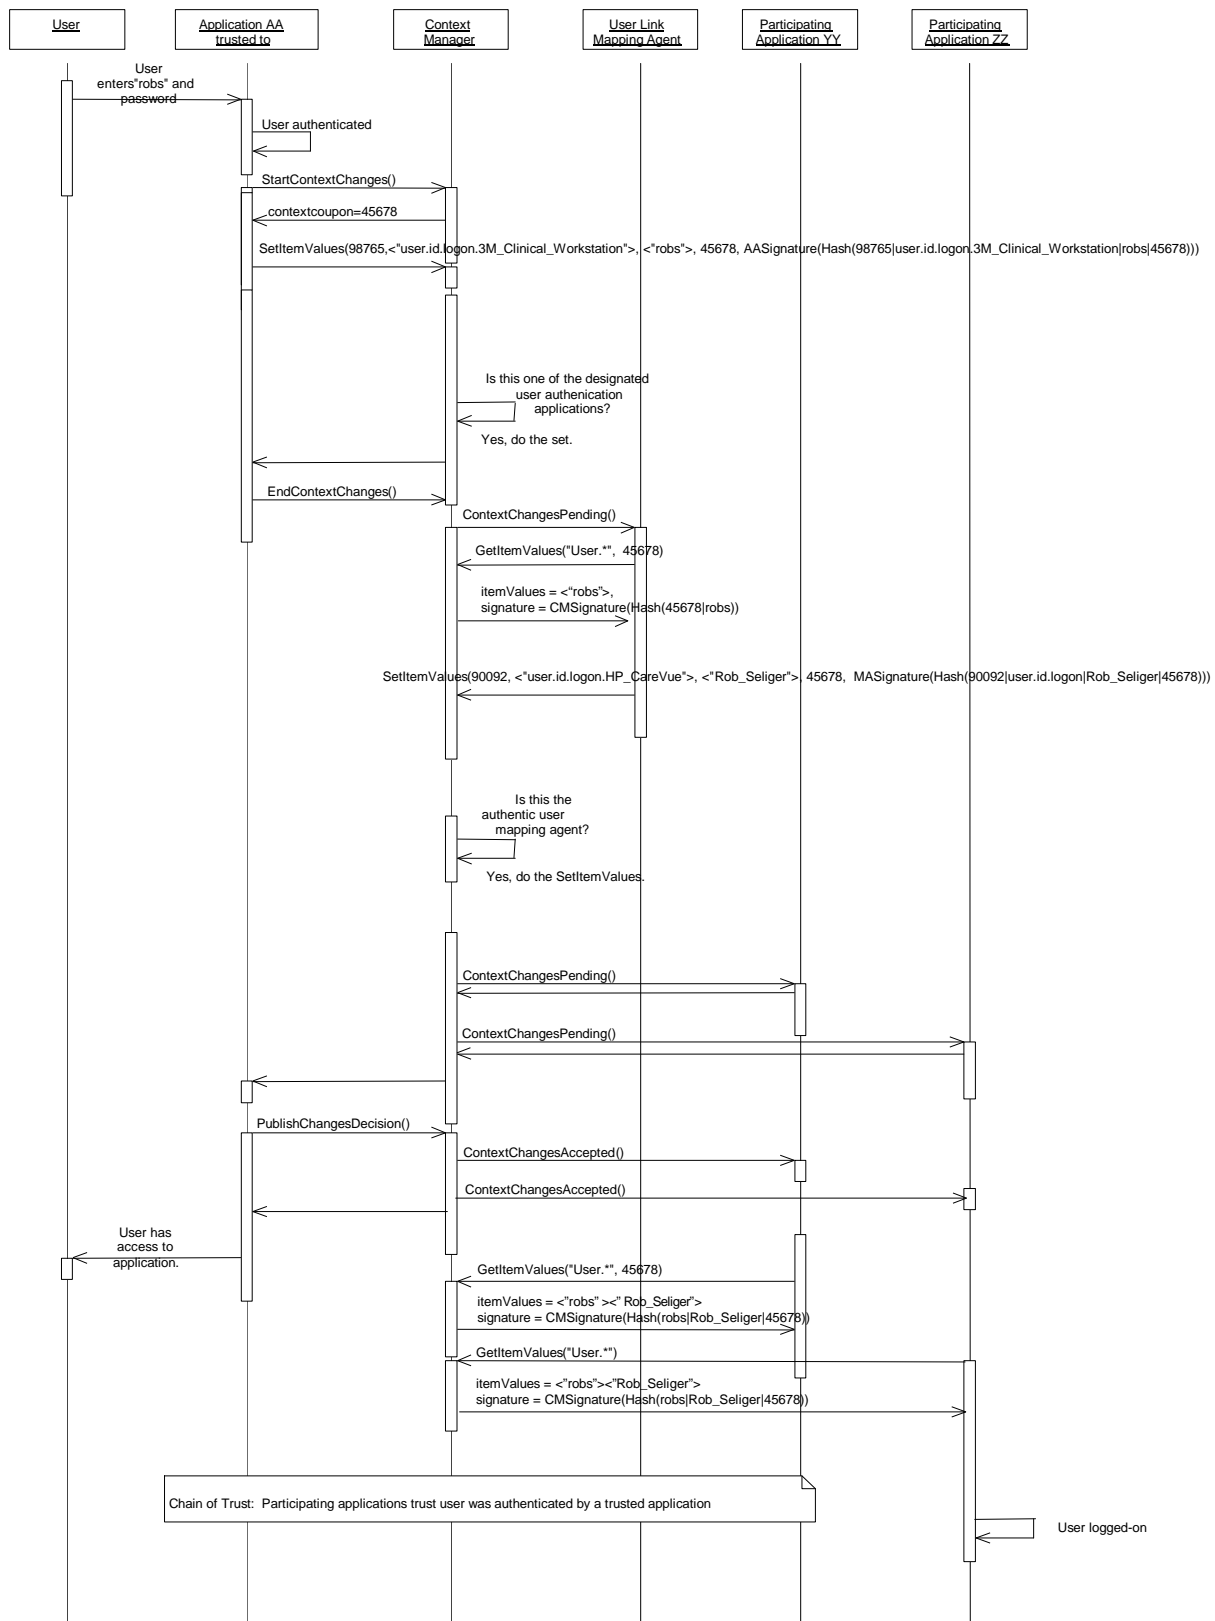 User
Application AA
trusted to
Context
Manager
User Link
Mapping Agent
Participating
Application YY
Participating
Application ZZ
User
enters"robs" and
password
User authenticated
StartContextChanges()
contextcoupon=45678
SetItemValues(98765,<"user.id.logon.3M_Clinical_Workstation">, <"robs">, 45678, AASignature(Hash(98765|user.id.logon.3M_Clinical_Workstation|robs|45678)))
Is this one of the designated
user authenication
applications?
Yes, do the set.
EndContextChanges()
ContextChangesPending()
GetItemValues("User.*", 45678)
itemValues = <“robs”>,
signature = CMSignature(Hash(45678|robs))
SetItemValues(90092, <"user.id.logon.HP_CareVue">, <"Rob_Seliger">, 45678, MASignature(Hash(90092|user.id.logon|Rob_Seliger|45678)))
Is this the
authentic user
mapping agent?
Yes, do the SetItemValues.
ContextChangesPending()
ContextChangesPending()
PublishChangesDecision()
ContextChangesAccepted()
ContextChangesAccepted()
User has
access to
application.
GetItemValues("User.*", 45678)
itemValues = <”robs” ><” Rob_Seliger”>
signature = CMSignature(Hash(robs|Rob_Seliger|45678))
GetItemValues("User.*")
itemValues = <”robs”><”Rob_Seliger”>
signature = CMSignature(Hash(robs|Rob_Seliger|45678))
Chain of Trust: Participating applications trust user was authenticated by a trusted application
User logged-on